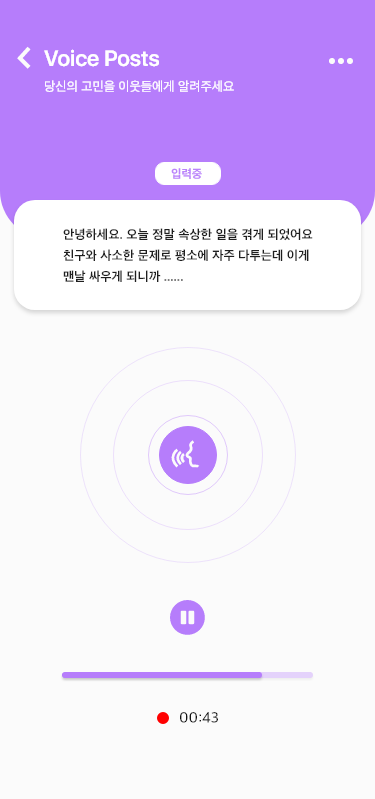 Voice Posts
당신의 고민을 이웃들에게 알려주세요
입력중
안녕하세요. 오늘 정말 속상한 일을 겪게 되었어요
친구와 사소한 문제로 평소에 자주 다투는데 이게
맨날 싸우게 되니까 ......
00:43